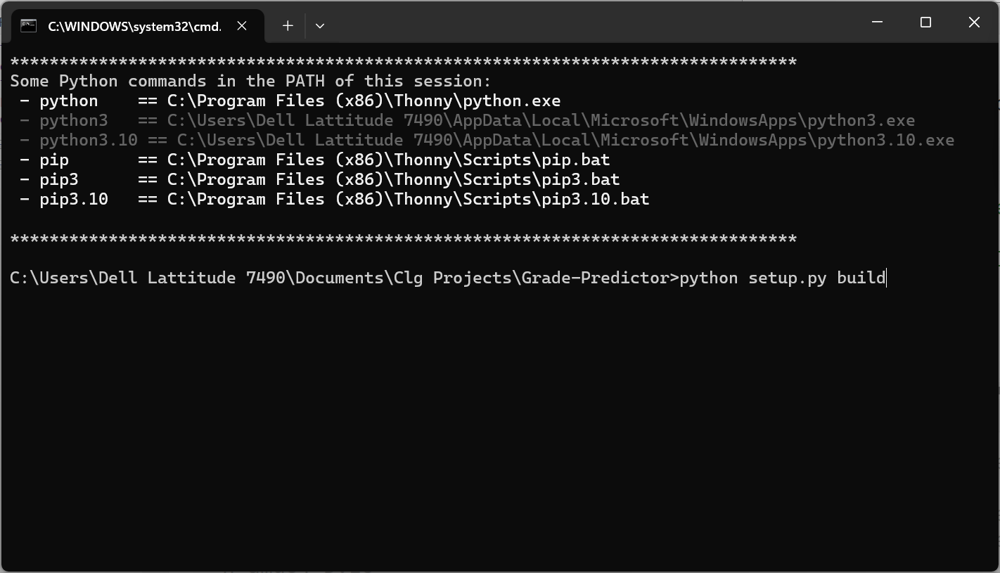 C:\WINDOWS\system32\cmd.
********************************************************************************
Some Python commands in the PATH of this session:
 - python    == C:\Program Files (x86)\Thonny\python.exe
 - python3   == C:\Users\Dell Lattitude 7490\AppData\Local\Microsoft\WindowsApps\python3.exe
 - python3.10 == C:\Users\Dell Lattitude 7490\AppData\Local\Microsoft\WindowsApps\python3.10.exe
 - pip       == C:\Program Files (x86)\Thonny\Scripts\pip.bat
 - pip3      == C:\Program Files (x86)\Thonny\Scripts\pip3.bat
 - pip3.10   == C:\Program Files (x86)\Thonny\Scripts\pip3.10.bat
********************************************************************************
C:\Users\Dell Lattitude 7490\Documents\Clg Projects\Grade-Predictor>python setup.py build